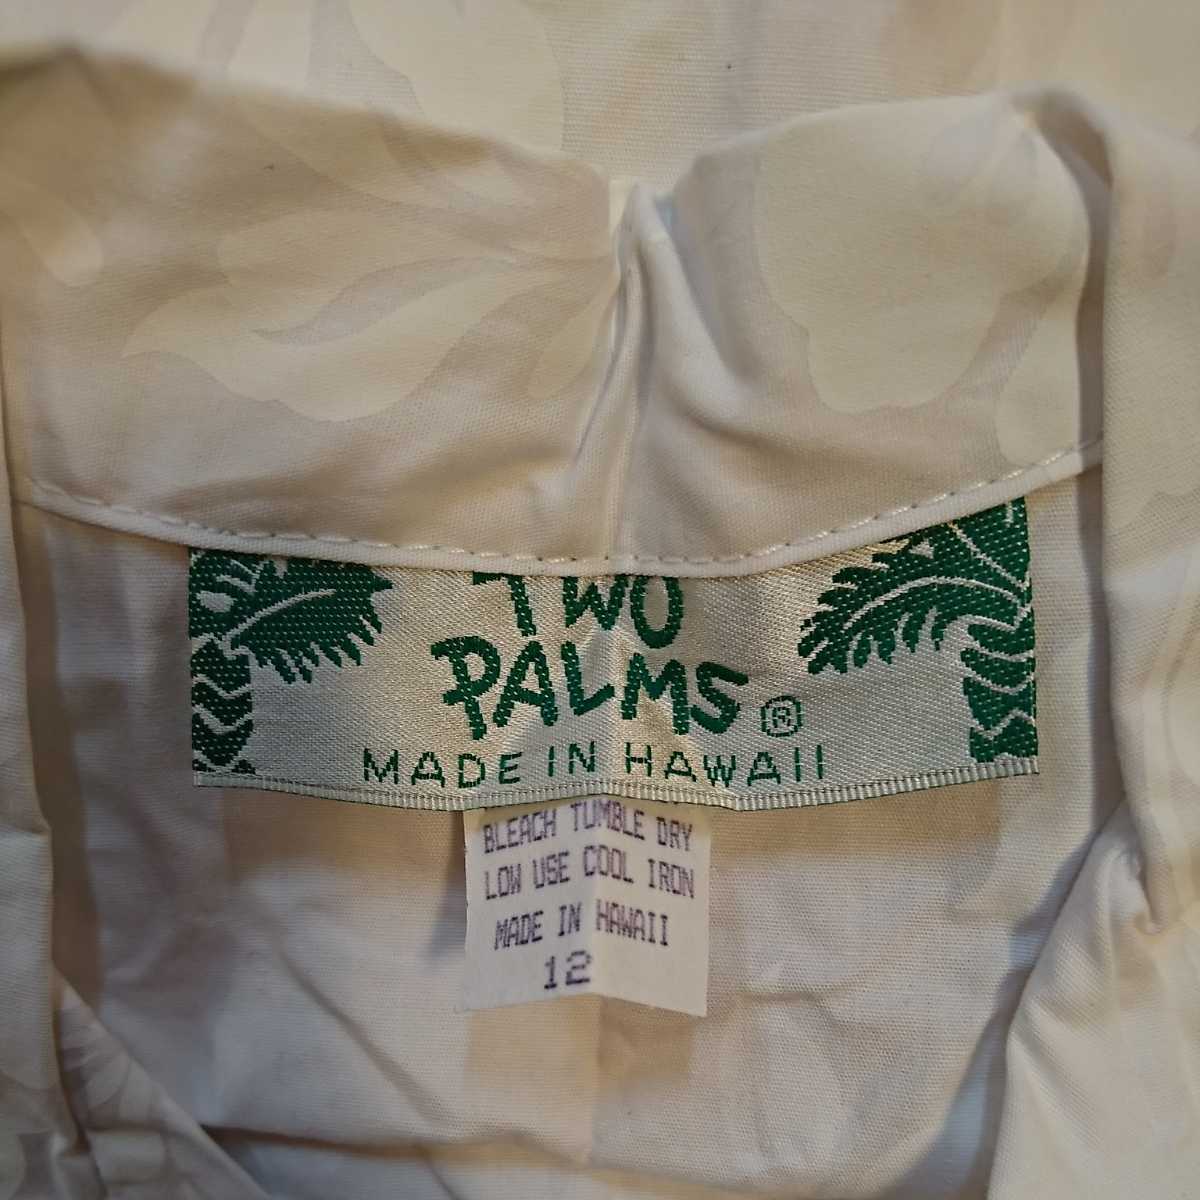 TWO
PALMS ®
MADE IN HAWAII
BLEACH TUMBLE DRY
LOW USE COOL IRON
MADE IN HAWAII
12